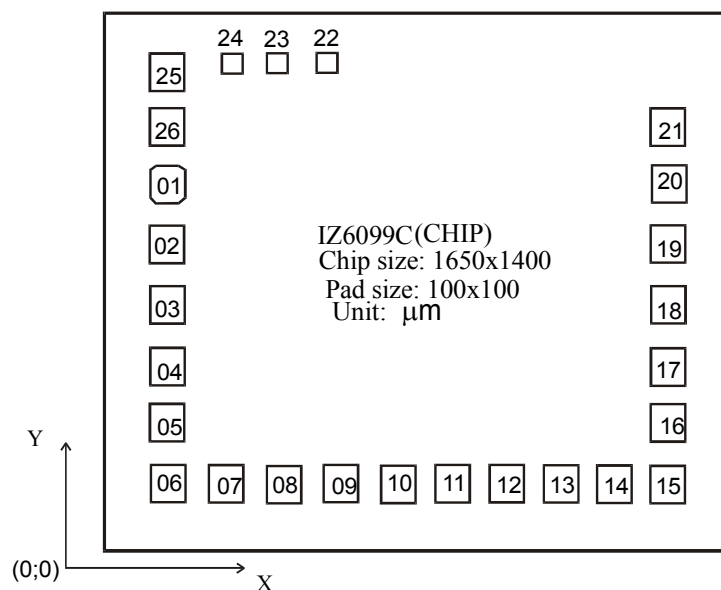 24 23 22
25
26 21
01 20
02 19
IZ6099C(CHIP)
Chip size: 1650x1400
Pad size: 100x100
Unit: μm
03 18
04 17
05 16
Y
06 07 08 09 10 11 12 13 14 15
(0;0)
X